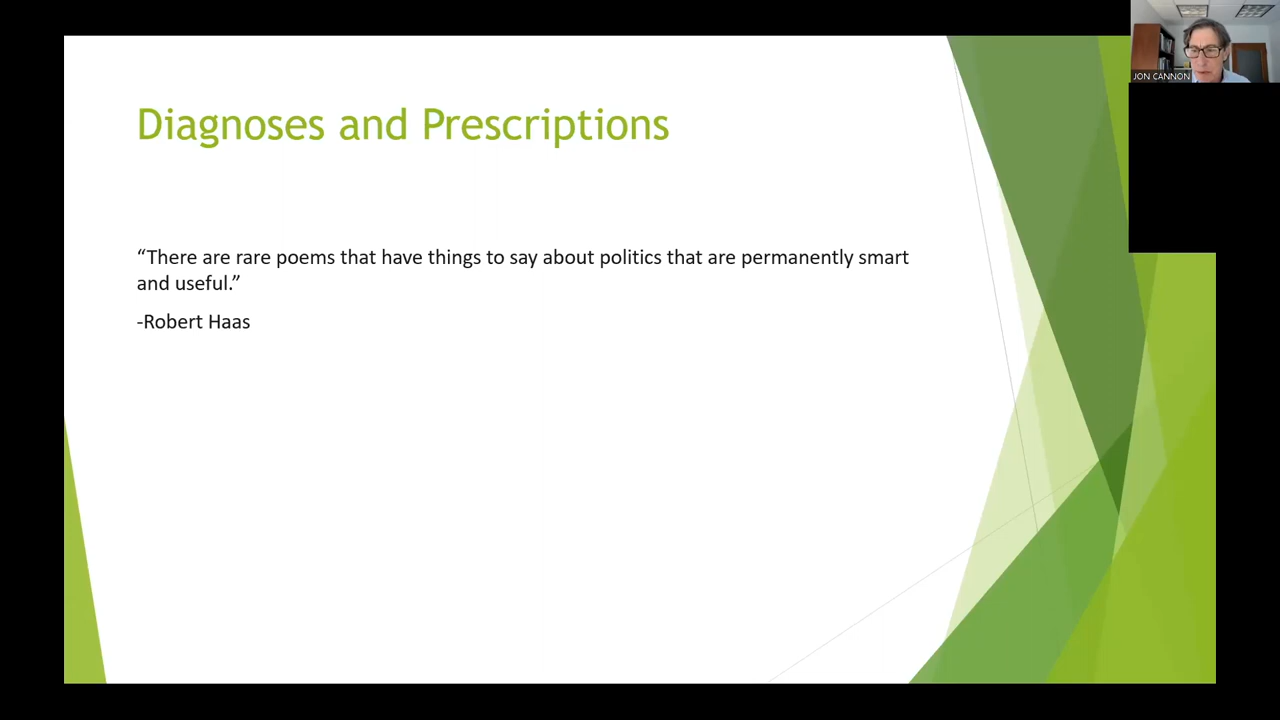 JON CANNON
Diagnoses and Prescriptions
“There are rare poems that have things to say about politics that are permanently smart
and useful.”
-Robert Haas